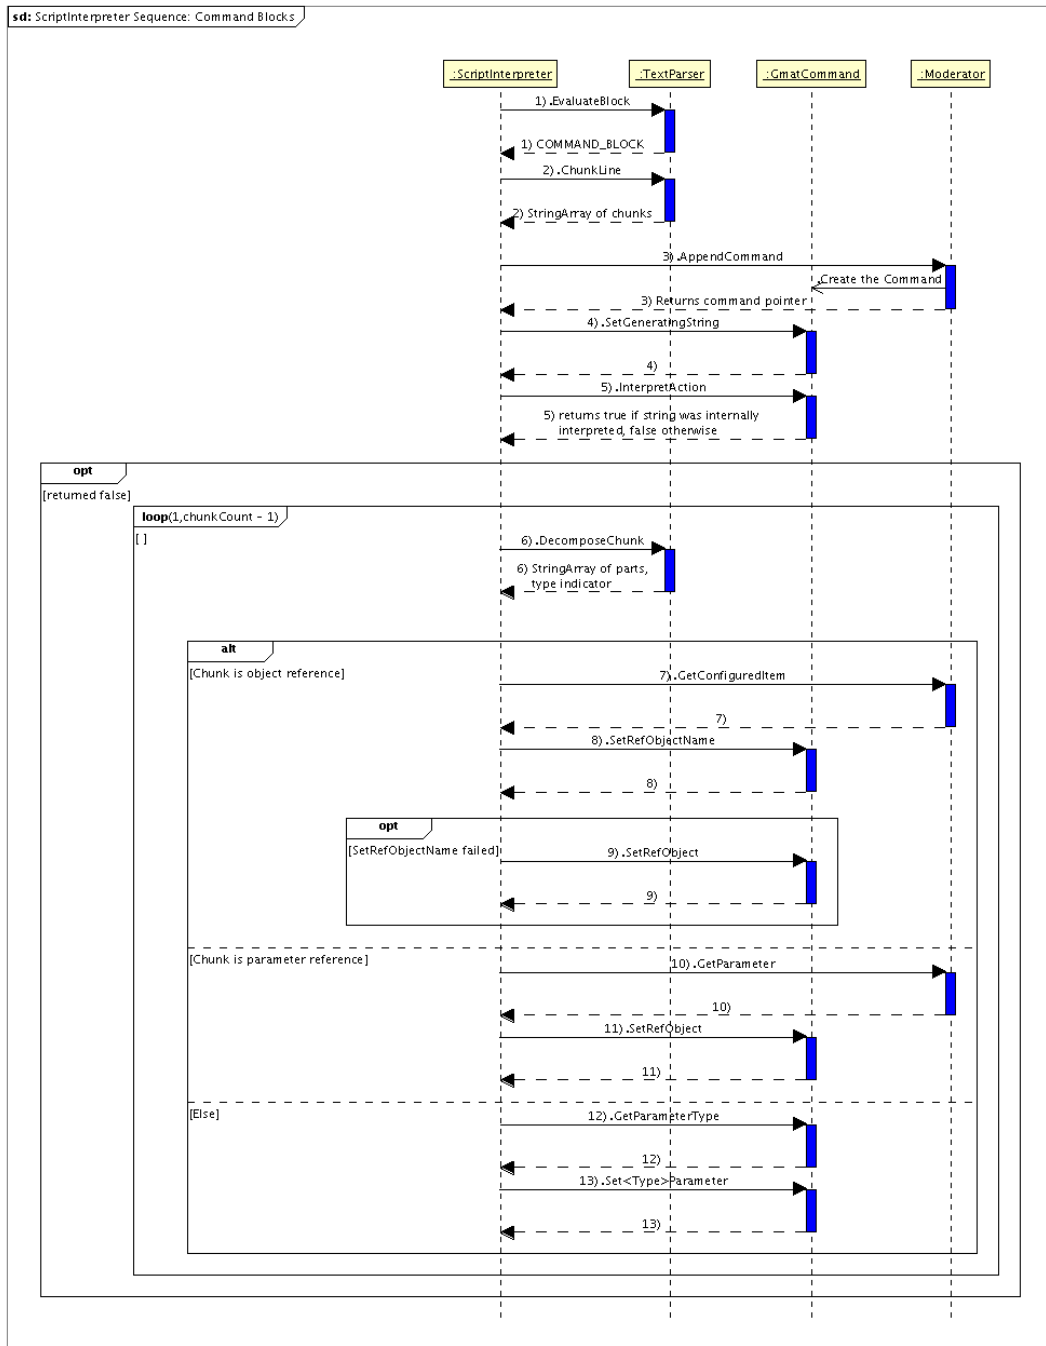 sd: ScriptInterpreter Sequence: Command Blocks
:ScriptInterpreter
:TextParser
:GmatCommand
:Moderator
1).EvaluateBlock
1) COMMAND_BLOCK
2).ChunkLine
2) StringArray of chunks
3).AppendCommand
.Create the Command
3) Returns command pointer
4).SetGeneratingString
4)
5).InterpretAction
5) returns true if string was internally
interpreted, false otherwise
opt
[returned false]
loop(1,chunkCount - 1)
[ ]
6).DecomposeChunk
6) StringArray of parts,
type indicator
alt
[Chunk is object reference]
7).GetConfiguredItem
7)
8).SetRefObjectName
8)
opt
[SetRefObjectName failed]
9).SetRefObject
9)
[Chunk is parameter reference]
10).GetParameter
10)
11).SetRefObject
11)
[Else]
12).GetParameterType
12)
13).Set<Type>Parameter
13)